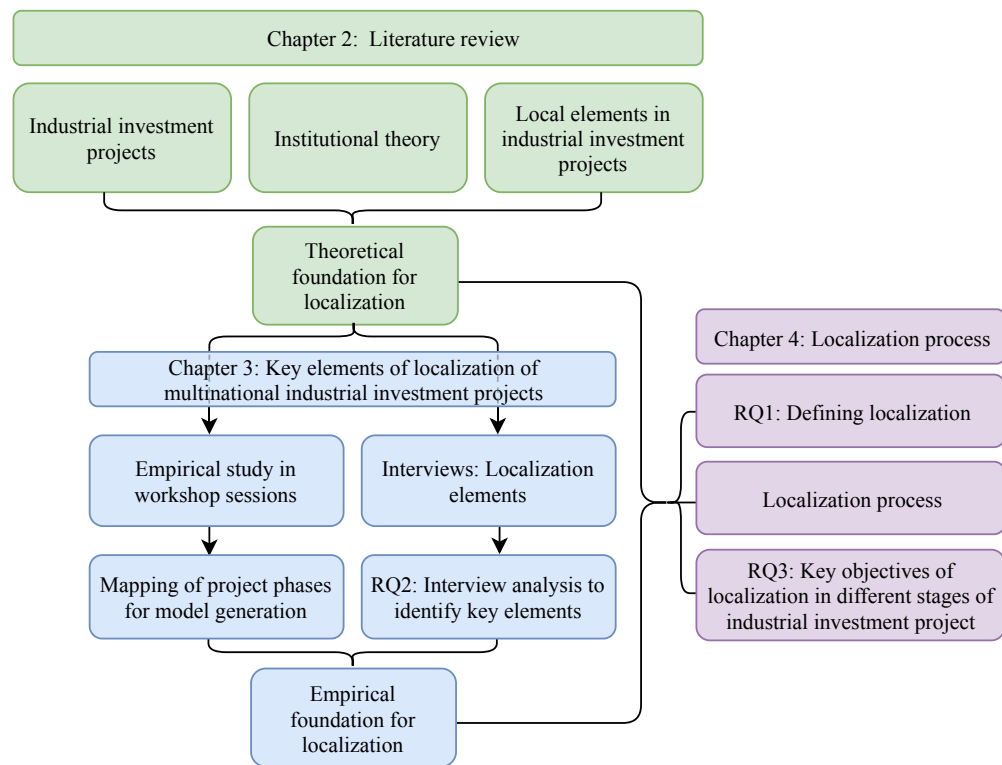 Chapter 2: Literature review
Industrial investment
projects
Institutional theory
Local elements in
industrial investment
projects
Theoretical
foundation for
localization
Chapter 3: Key elements of localization of
multinational industrial investment projects
Empirical study in
workshop sessions
Interviews: Localization
elements
Mapping of project phases
for model generation
RQ2: Interview analysis to
identify key elements
Empirical
foundation for
localization
Chapter 4: Localization process
RQ1: Defining localization
Localization process
RQ3: Key objectives of
localization in different stages of
industrial investment project